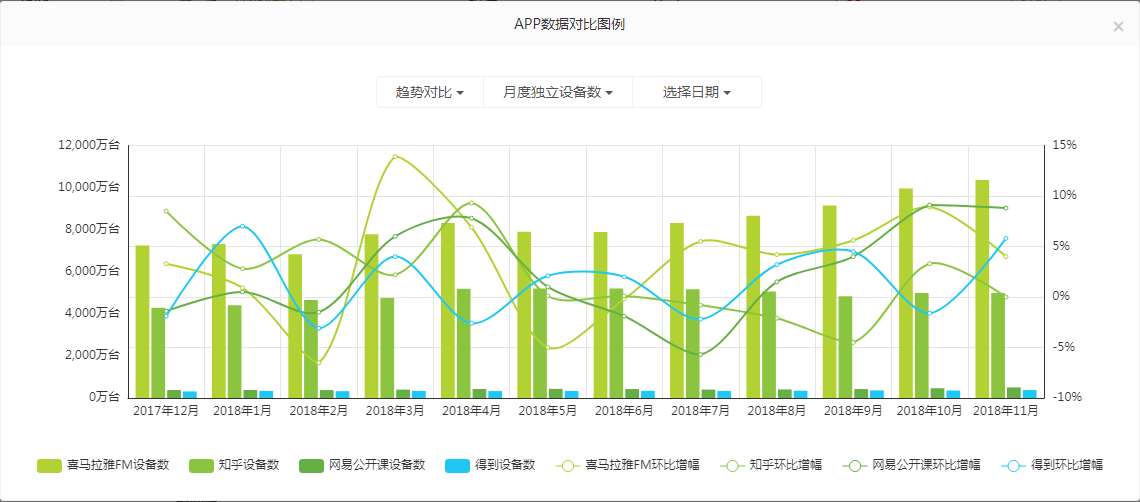 APP数据对比图例
×
趋势对比 月度独立设备数 选择日期
12,000万台
10,000万台
8,000万台
6,000万台
4,000万台
2,000万台
0万台
15%
10%
5%
0%
-5%
-10%
2017年12月 2018年1月 2018年2月 2018年3月 2018年4月 2018年5月 2018年6月 2018年7月 2018年8月 2018年9月 2018年10月 2018年11月
喜马拉雅FM设备数 知乎设备数 网易公开课设备数 得到设备数 喜马拉雅FM环比增幅 知乎环比增幅 网易公开课环比增幅 得到环比增幅